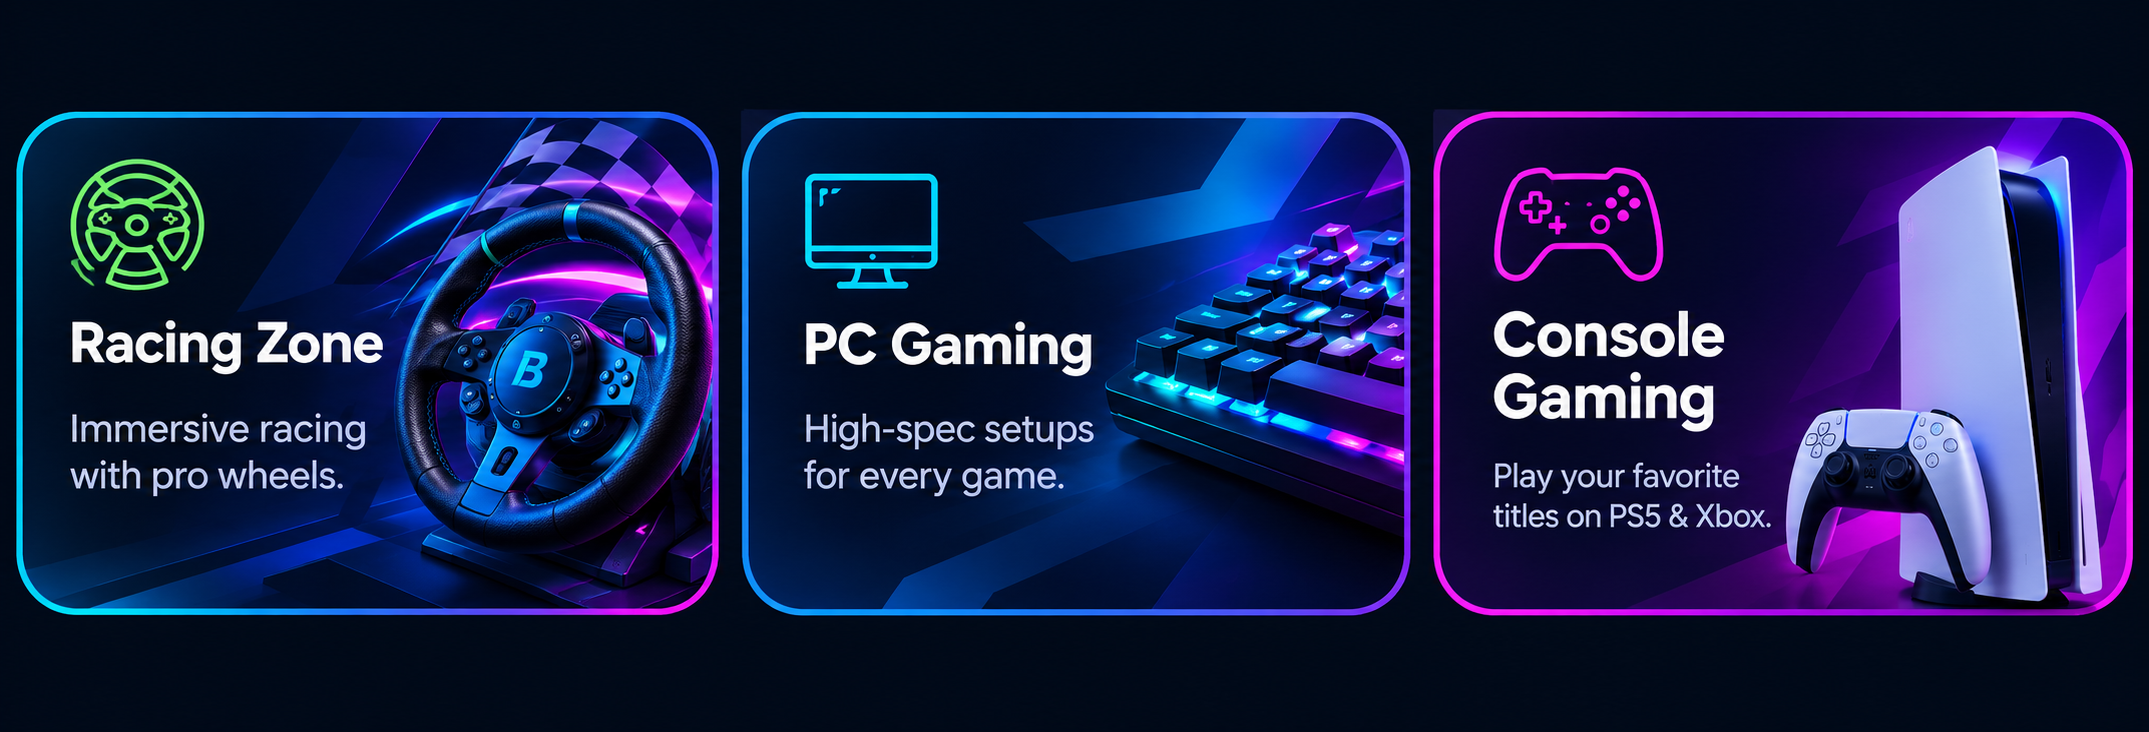 Racing Zone
Immersive racing
with pro wheels.
B
PC Gaming
High-spec setups
for every game.
Console
Gaming
Play your favorite
titles on PS5 & Xbox.